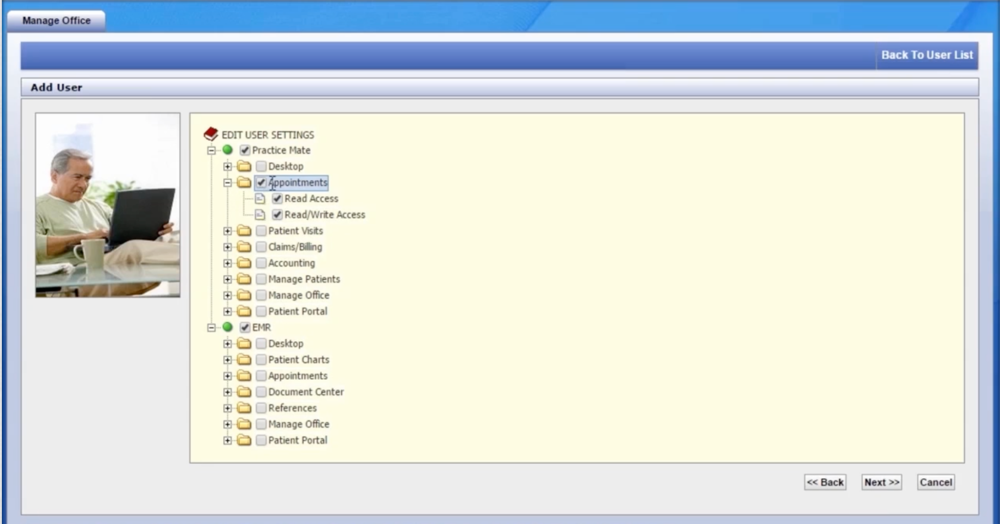 Manage Office
Back To User List
Add User
EDIT USER SETTINGS
Practice Mate
Desktop
Appointments
Read Access
Read/Write Access
Patient Visits
Claims/Billing
Accounting
Manage Patients
Manage Office
Patient Portal
EMR
Desktop
Patient Charts
Appointments
Document Center
References
Manage Office
Patient Portal
<< Back Next >> Cancel